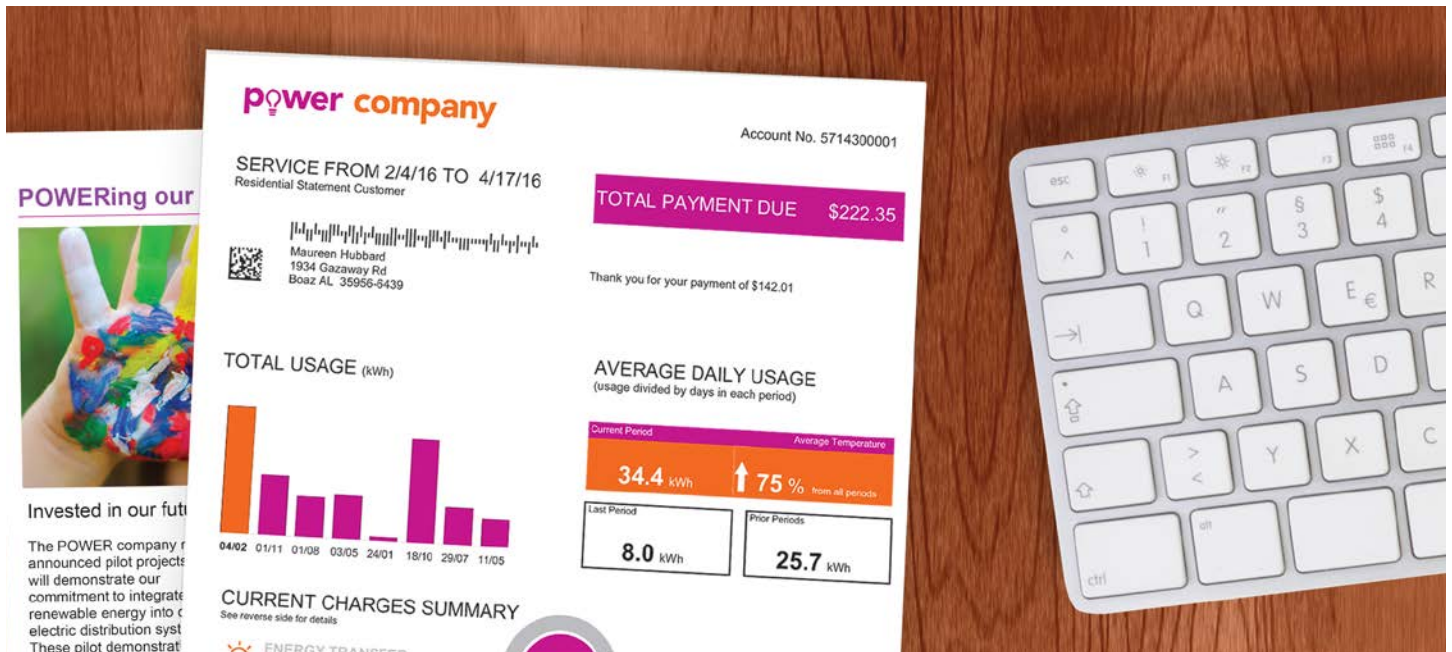 power company
Account No. 5714300001
SERVICE FROM 2/4/16 TO 4/17/16
Residential Statement Customer
TOTAL PAYMENT DUE $222.35
Maureen Hubbard
1934 Gazaway Rd
Boaz AL 35956-6439
Thank you for your payment of $142.01
TOTAL USAGE (kWh)
04/02 01/11 01/08 03/05 24/01 18/10 29/07 11/05
AVERAGE DAILY USAGE
(usage divided by days in each period)
Current Period Average Temperature
34.4 kWh 75 % from all periods
Last Period
8.0 kWh
Prior Periods
25.7 kWh
CURRENT CHARGES SUMMARY
See reverse side for details
ENERGY TRANSFER
POWERing our
Invested in our futu
The POWER company
announced pilot projects
will demonstrate our
commitment to integrate
renewable energy into
electric distribution syst
These pilot demonstrati
esc F1 F2 F3 F4
° ! " § $
^ 1 2 3 4
Q W E € R
A S D
> Y X C
<
ctrl alt